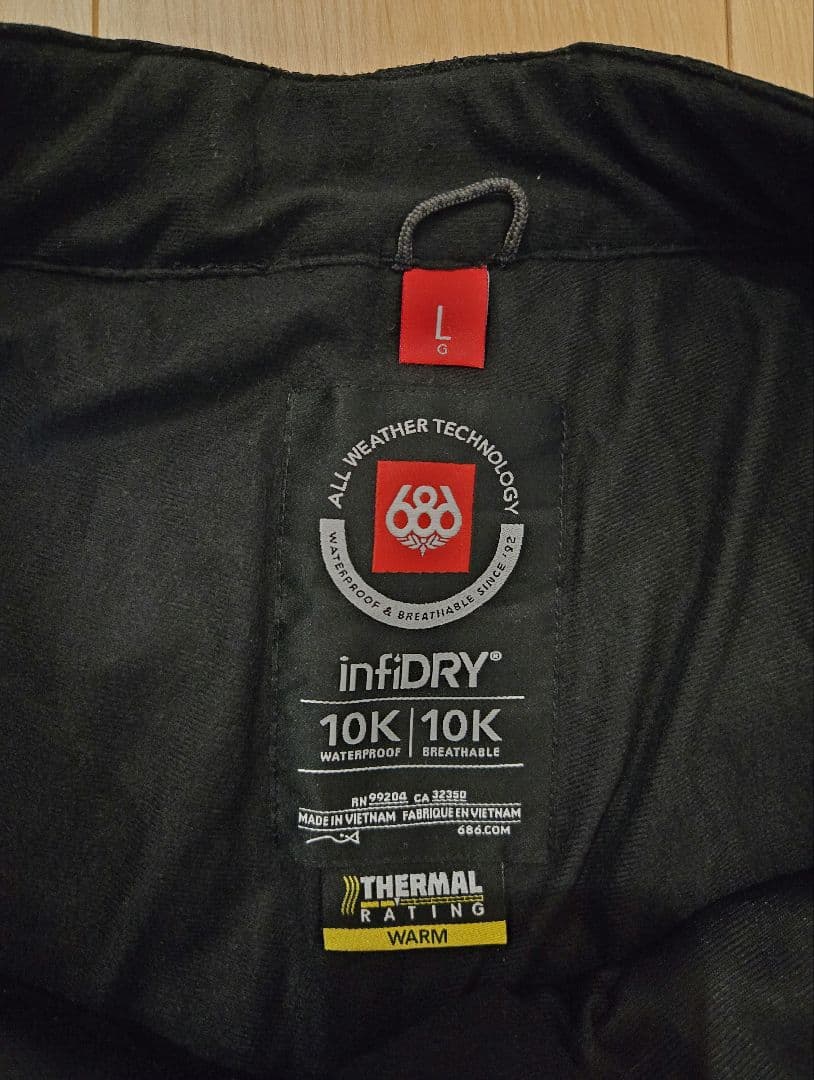 L
G
ALL WEATHER TECHNOLOGY
686
WATERPROOF & BREATHABLE SINCE '92
infiDRY®
10K | 10K
WATERPROOF BREATHABLE
RN 99204 CA 32350
MADE IN VIETNAM FABRIQUE EN VIETNAM
686.COM
THERMAL
RATING
WARM